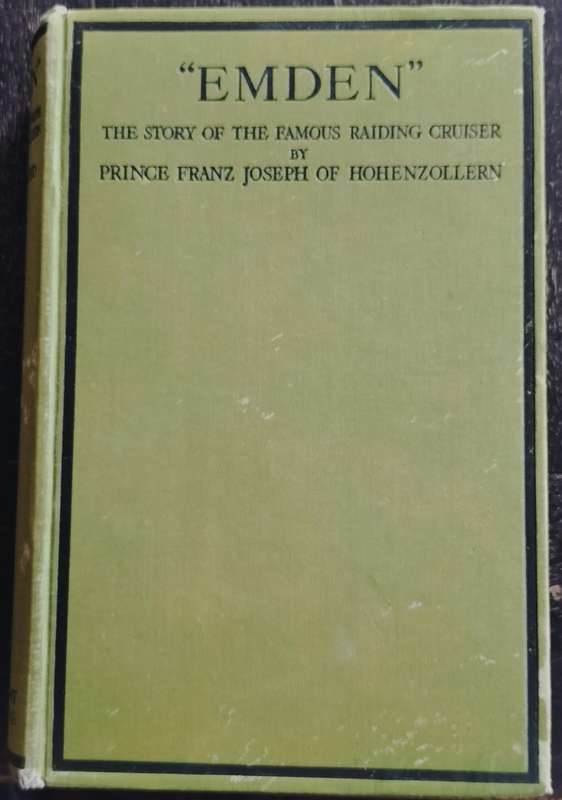 “EMDEN”
THE STORY OF THE FAMOUS RAIDING CRUISER
BY
PRINCE FRANZ JOSEPH OF HOHENZOLLERN